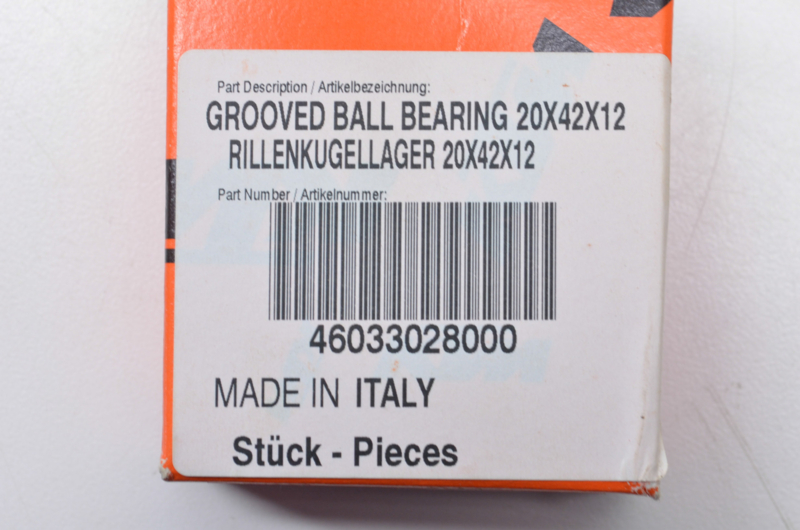 Part Description / Artikelbezeichnung:
GROOVED BALL BEARING 20X42X12
RILLENKUGELLAGER 20X42X12
Part Number / Artikelnummer:
46033028000
MADE IN ITALY
Stück - Pieces